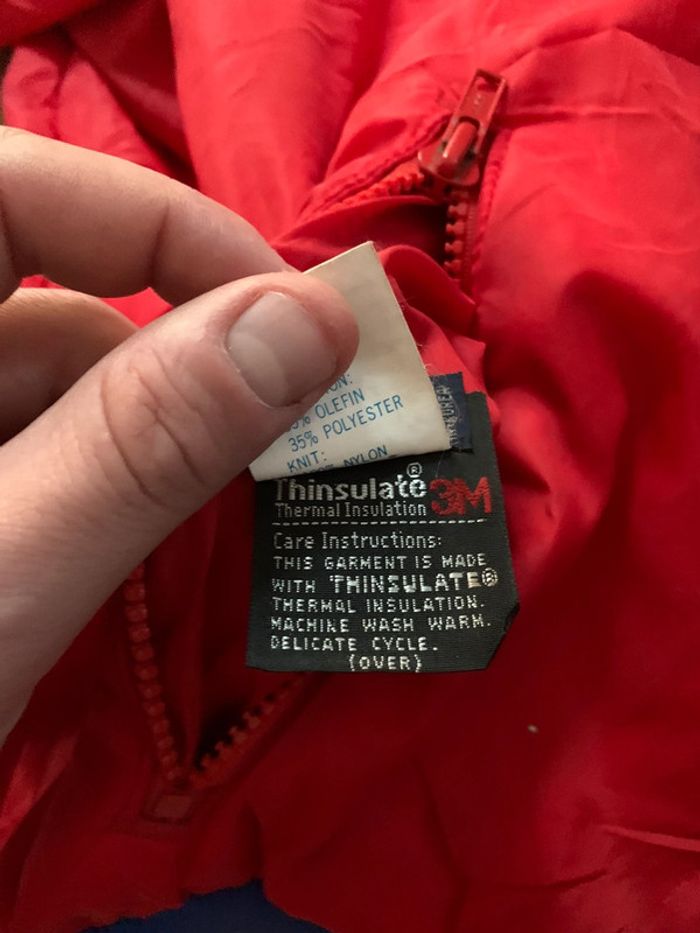 % OLEFIN
35% POLYESTER
KNIT:
NYLON
Thinsulate® 3M
Thermal Insulation
Care Instructions:
THIS GARMENT IS MADE
WITH THINSULATE®
THERMAL INSULATION.
MACHINE WASH WARM.
DELICATE CYCLE.
(OVER)